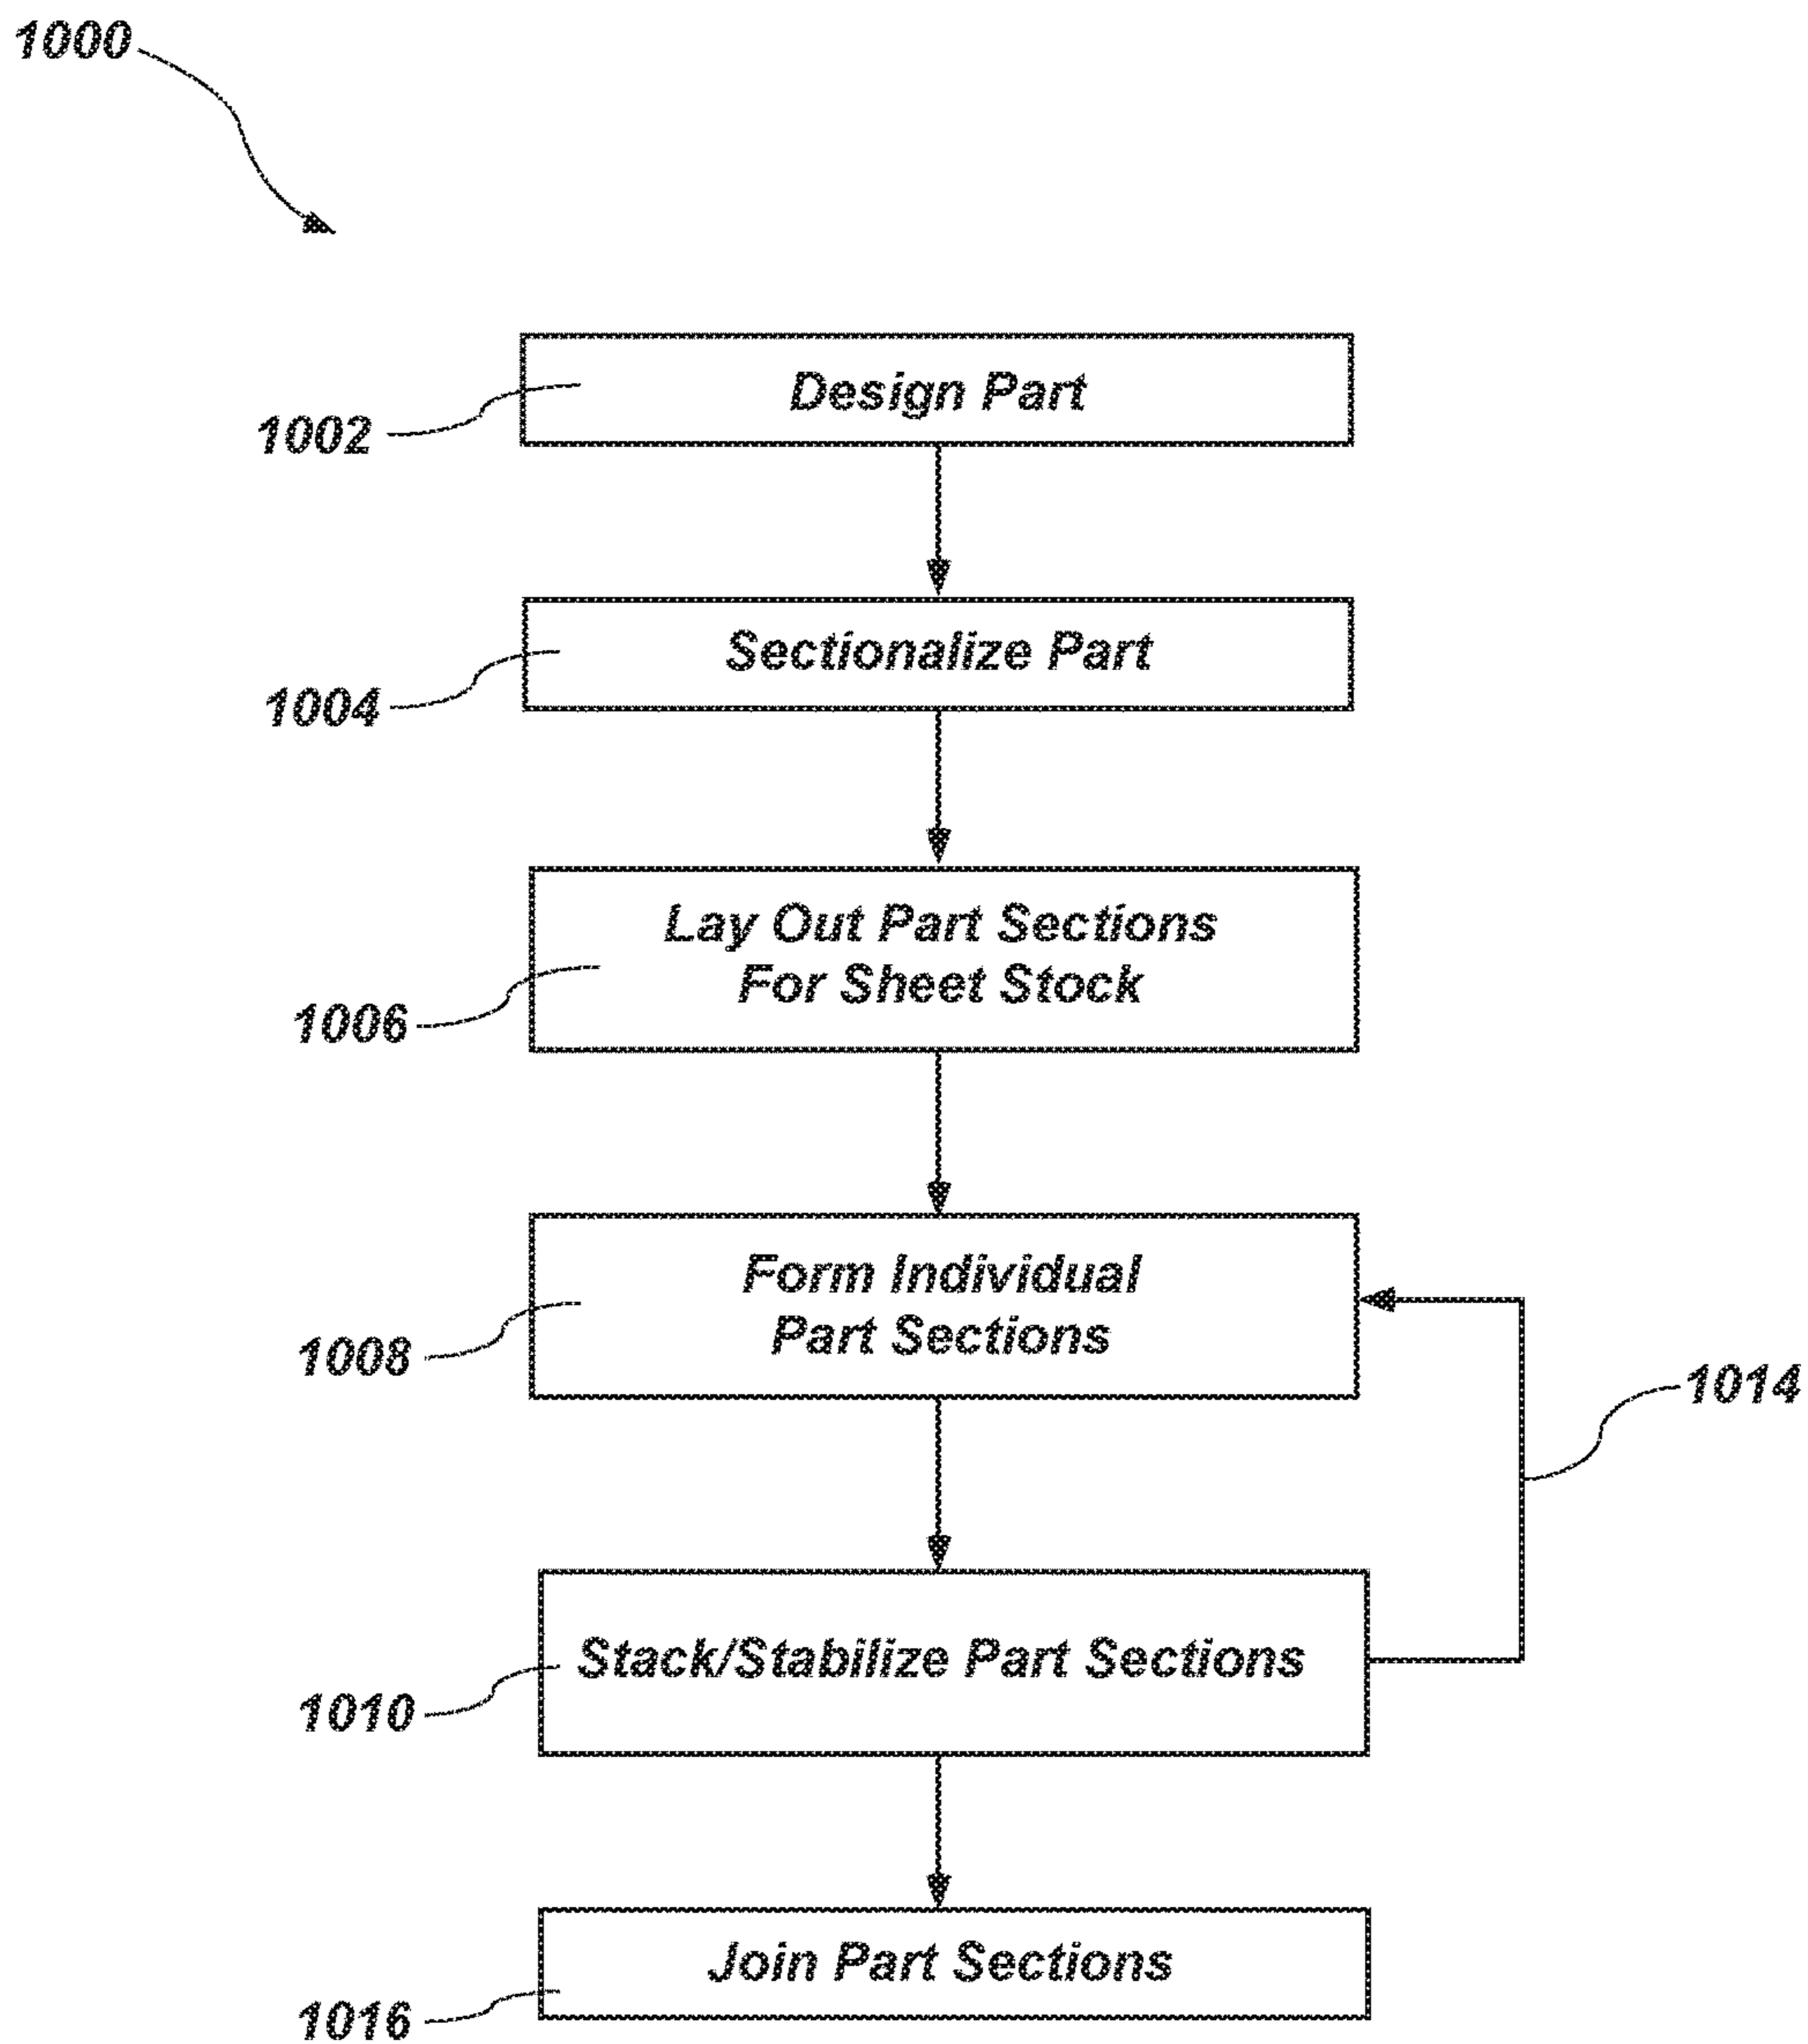 1000
Design Part
1002
Sectionalize Part
1004
Lay Out Part Sections
For Sheet Stock
1006
Form Individual
Part Sections
1008
1014
Stack/Stabilize Part Sections
1010
Join Part Sections
1016